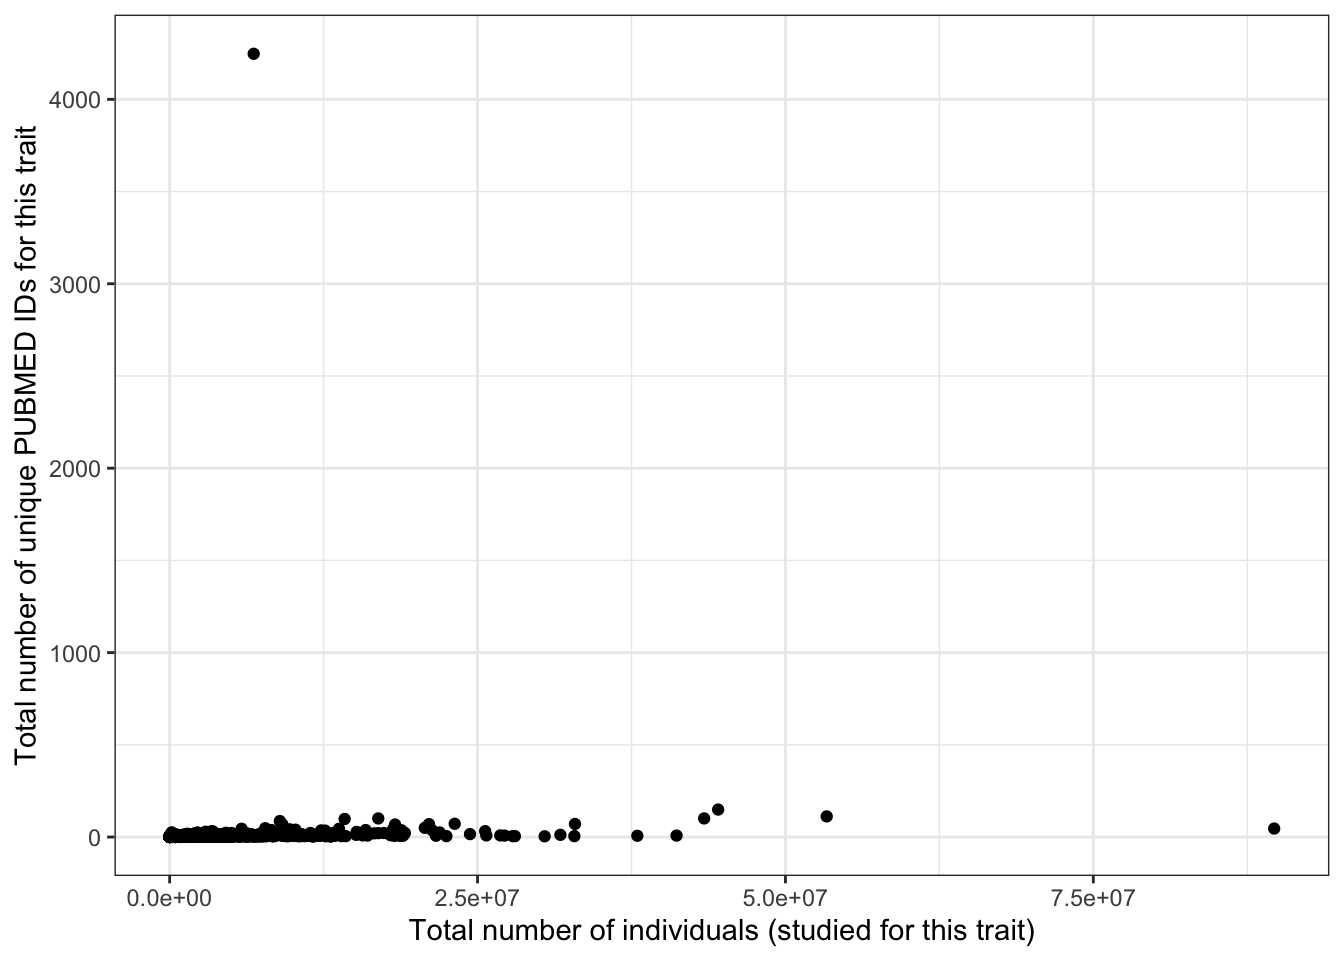 Total number of unique PUBMED IDs for this trait
4000
3000
2000
1000
0
0.0e+00 2.5e+07 5.0e+07 7.5e+07
Total number of individuals (studied for this trait)